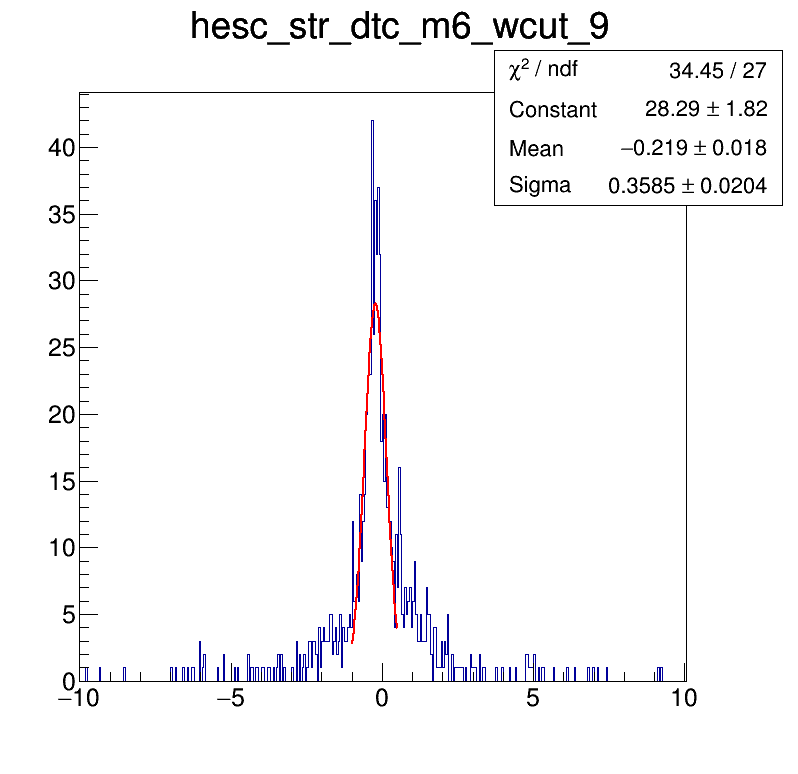 hesc_str_dtc_m6_wcut_9
χ² / ndf 34.45 / 27
Constant 28.29 ± 1.82
Mean −0.219 ± 0.018
Sigma 0.3585 ± 0.0204
40
35
30
25
20
15
10
5
0
−10 −5 0 5 10